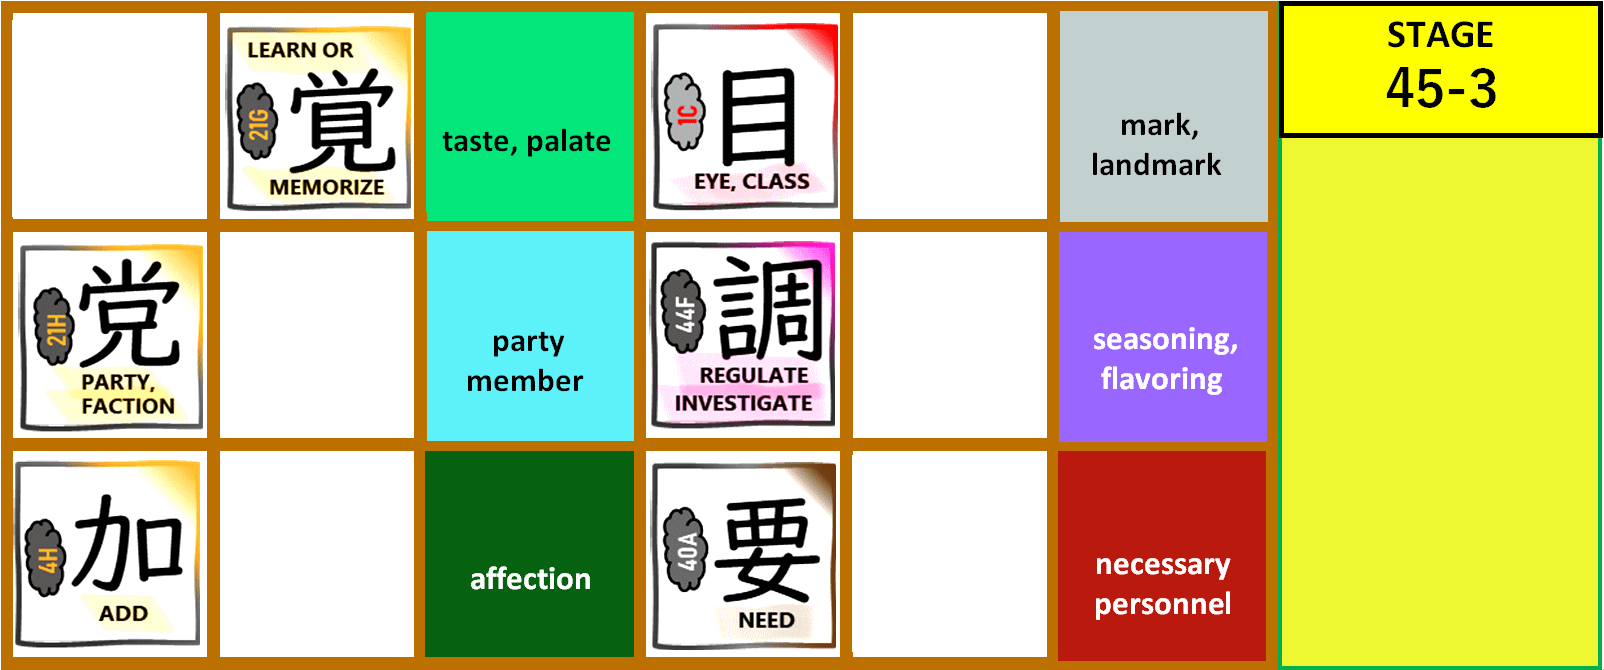 LEARN OR
21G
覚
MEMORIZE
taste, palate
1C
目
EYE, CLASS
mark,
landmark
STAGE
45-3
21H
党
PARTY,
FACTION
party
member
44F
調
REGULATE
INVESTIGATE
seasoning,
flavoring
4H
加
ADD
affection
40A
要
NEED
necessary
personnel